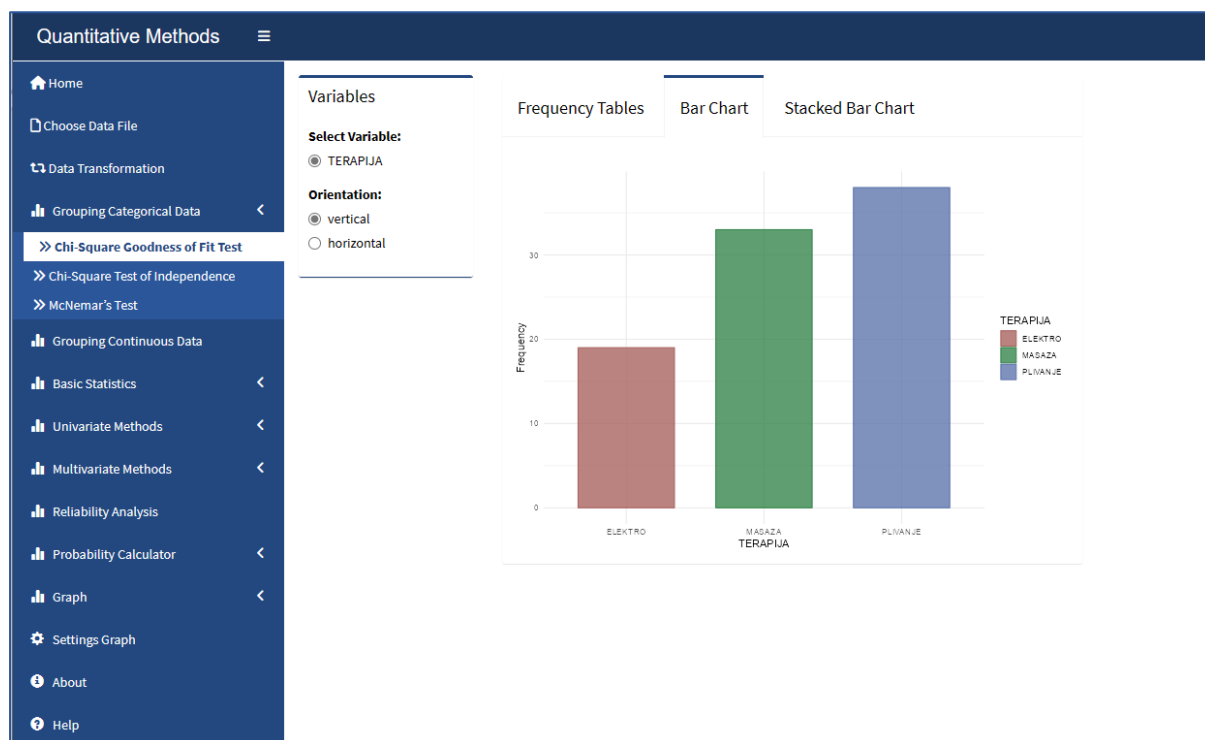 Quantitative Methods
Home
Choose Data File
Data Transformation
Grouping Categorical Data
Chi-Square Goodness of Fit Test
Chi-Square Test of Independence
McNemar’s Test
Grouping Continuous Data
Basic Statistics
Univariate Methods
Multivariate Methods
Reliability Analysis
Probability Calculator
Graph
Settings Graph
About
Help
Variables
Select Variable:
TERAPIJA
Orientation:
vertical
horizontal
Frequency Tables Bar Chart Stacked Bar Chart
Frequency
30
20
10
0
ELEKTRO MASAZA PLIVANJE
TERAPIJA
TERAPIJA
ELEKTRO
MASAZA
PLIVANJE